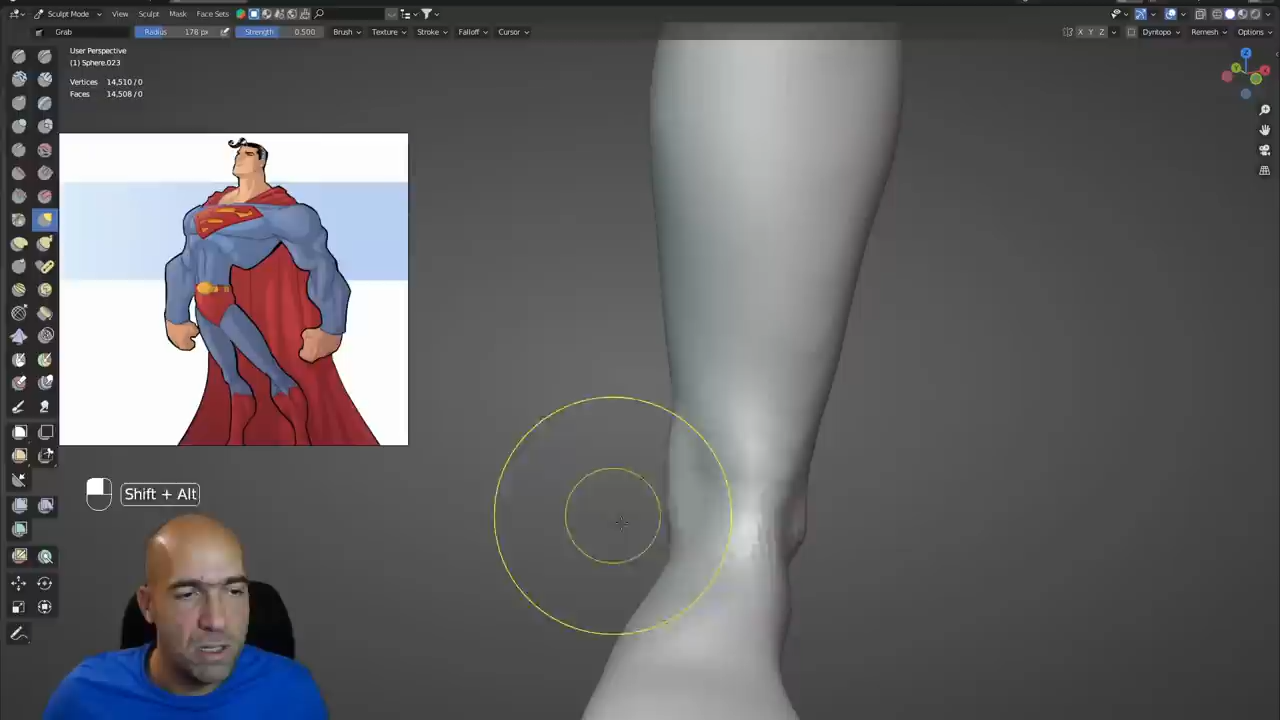 Sculpt Mode View Sculpt Mask Face Sets
Grab Radius 178 px Strength 0.500 Brush Texture Stroke Falloff Cursor X Y Z Dyntopo Remesh Options
User Perspective
(1) Sphere.023
Vertices 14,510/0
Faces 14,508/0
Z
Y
X
S
Shift + Alt